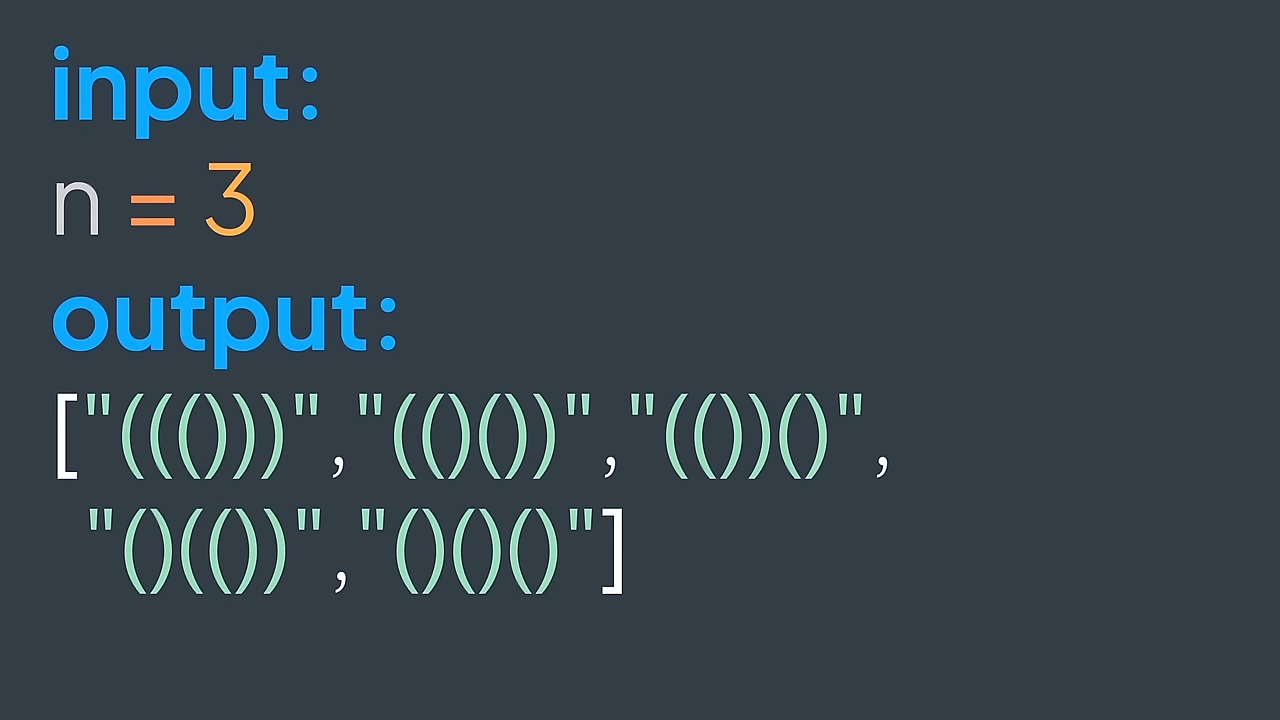 input:
n = 3
output:
["((()))","(()())","(())()",
"()(())","()()()"]